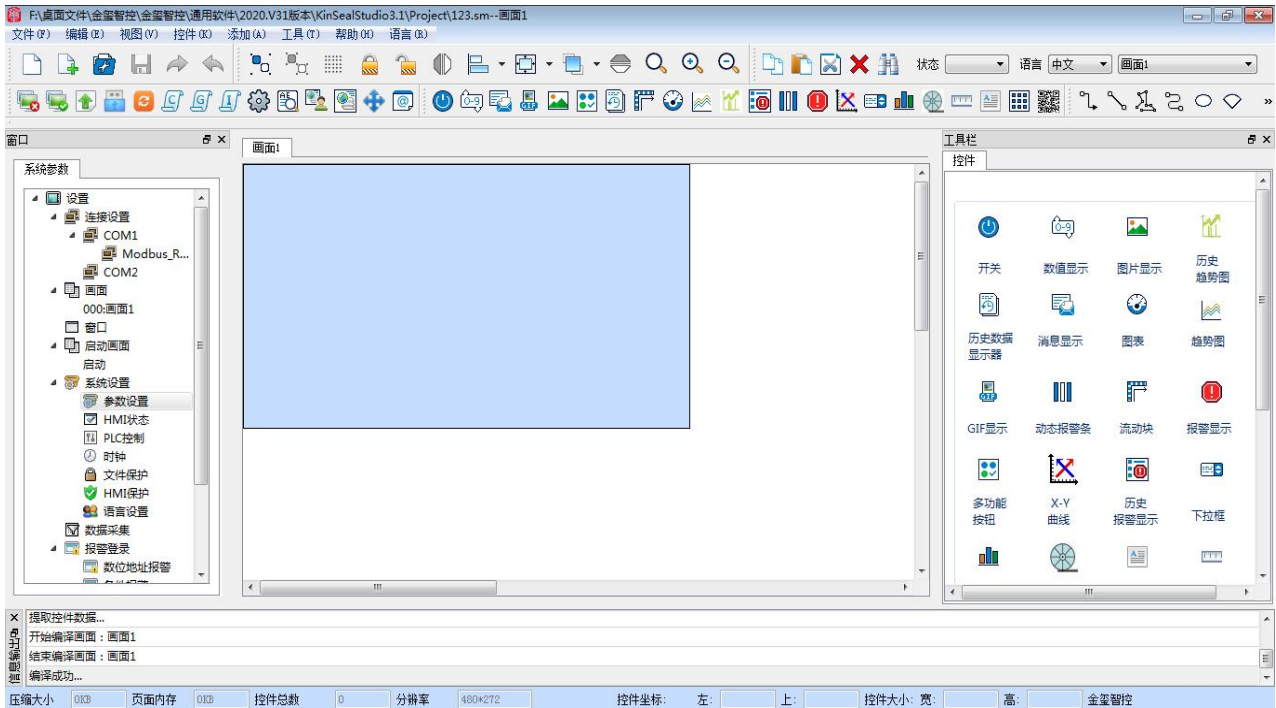 F:\桌面文件\金玺智控\金玺智控\通用软件\2020.V31版本\KinSealStudio3.1\Project\123.sm--画面1
文件(F) 编辑(E) 视图(V) 控件(K) 添加(A) 工具(T) 帮助(H) 语言(R)
状态 语言 中文 画面1
窗口
系统参数
设置
连接设置
COM1
Modbus_R...
COM2
画面
000:画面1
窗口
启动画面
启动
系统设置
参数设置
HMI状态
PLC控制
时钟
文件保护
HMI保护
语言设置
数据采集
报警登录
数位地址报警
画面1
工具栏
控件
开关 数值显示 图片显示 历史
趋势图
历史数据
显示器 消息显示 图表 趋势图
GIF显示 动态报警条 流动块 报警显示
多功能
按钮 X-Y
曲线 历史
报警显示 下拉框
提取控件数据...
开始编译画面：画面1
结束编译画面：画面1
编译成功...
压缩大小 0KB 页面内存 0KB 控件总数 0 分辨率 480*272 控件坐标: 左: 上: 控件大小: 宽: 高: 金玺智控